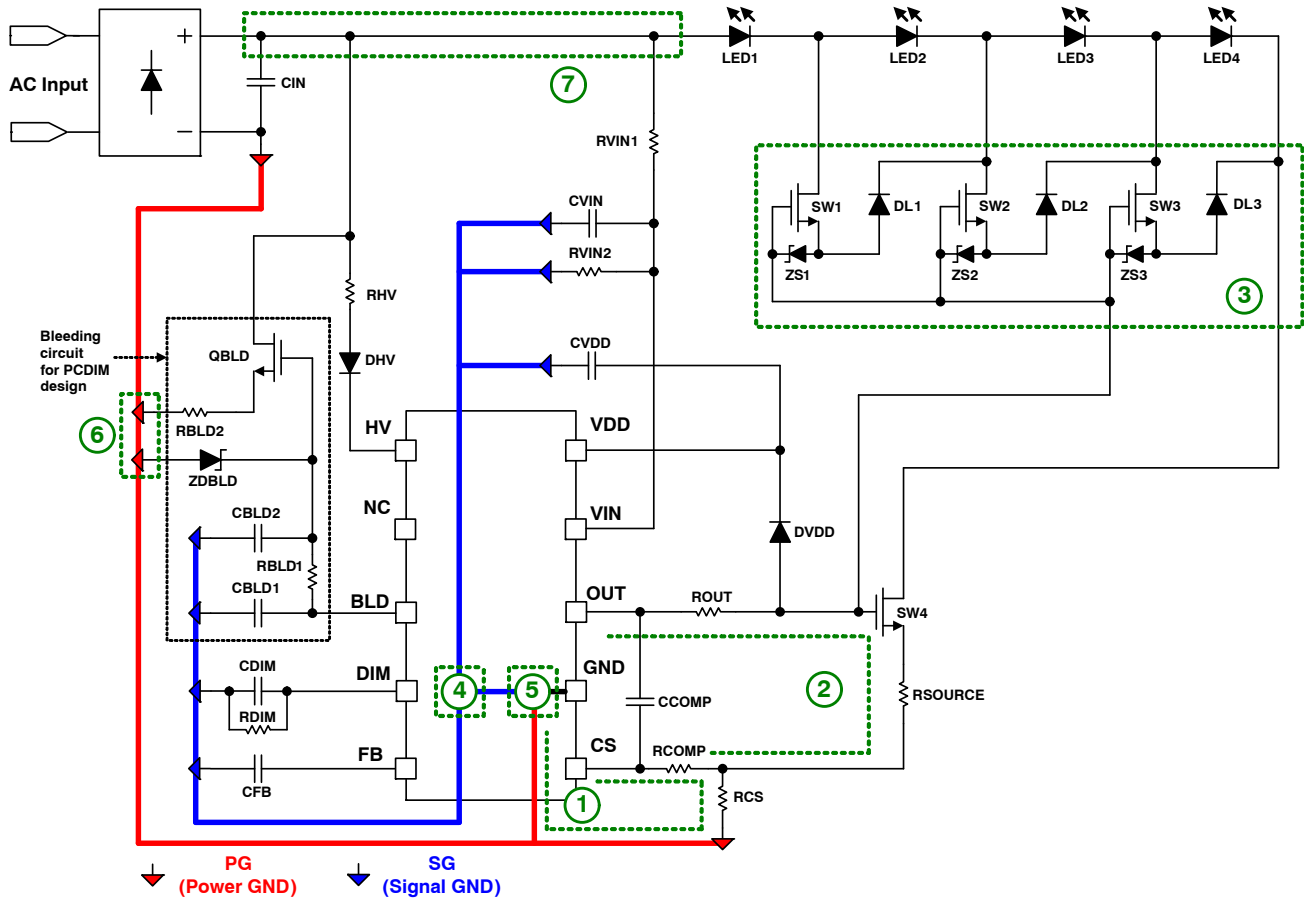 +
CIN
AC Input
−
7
LED1
LED2
LED3
LED4
RVIN1
CVIN
RVIN2
SW1
DL1
SW2
DL2
SW3
DL3
ZS1
ZS2
ZS3
3
RHV
Bleeding
circuit
for PCDIM
design
QBLD
DHV
CVDD
6
RBLD2
ZDBLD
HV
VDD
NC
VIN
DVDD
CBLD2
RBLD1
CBLD1
BLD
OUT
ROUT
SW4
CDIM
RDIM
DIM
4
5
GND
CCOMP
2
RSOURCE
CFB
FB
CS
RCOMP
1
RCS
PG
(Power GND)
SG
(Signal GND)